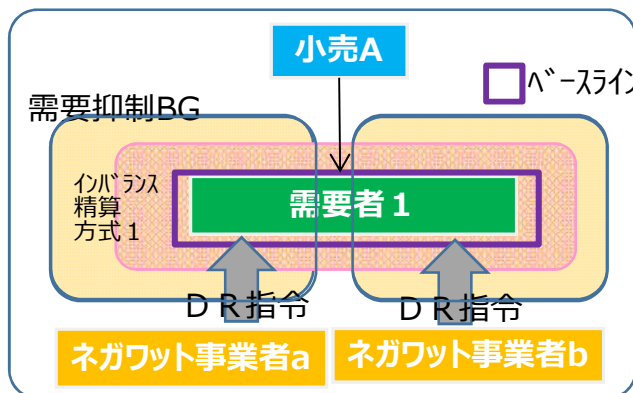 小売A
ﾍﾞｰｽﾗｲﾝ
需要抑制BG
ｲﾝﾊﾞﾗﾝｽ
精算
方式１
需要者１
ＤＲ指令
ＤＲ指令
ネガワット事業者a
ネガワット事業者b